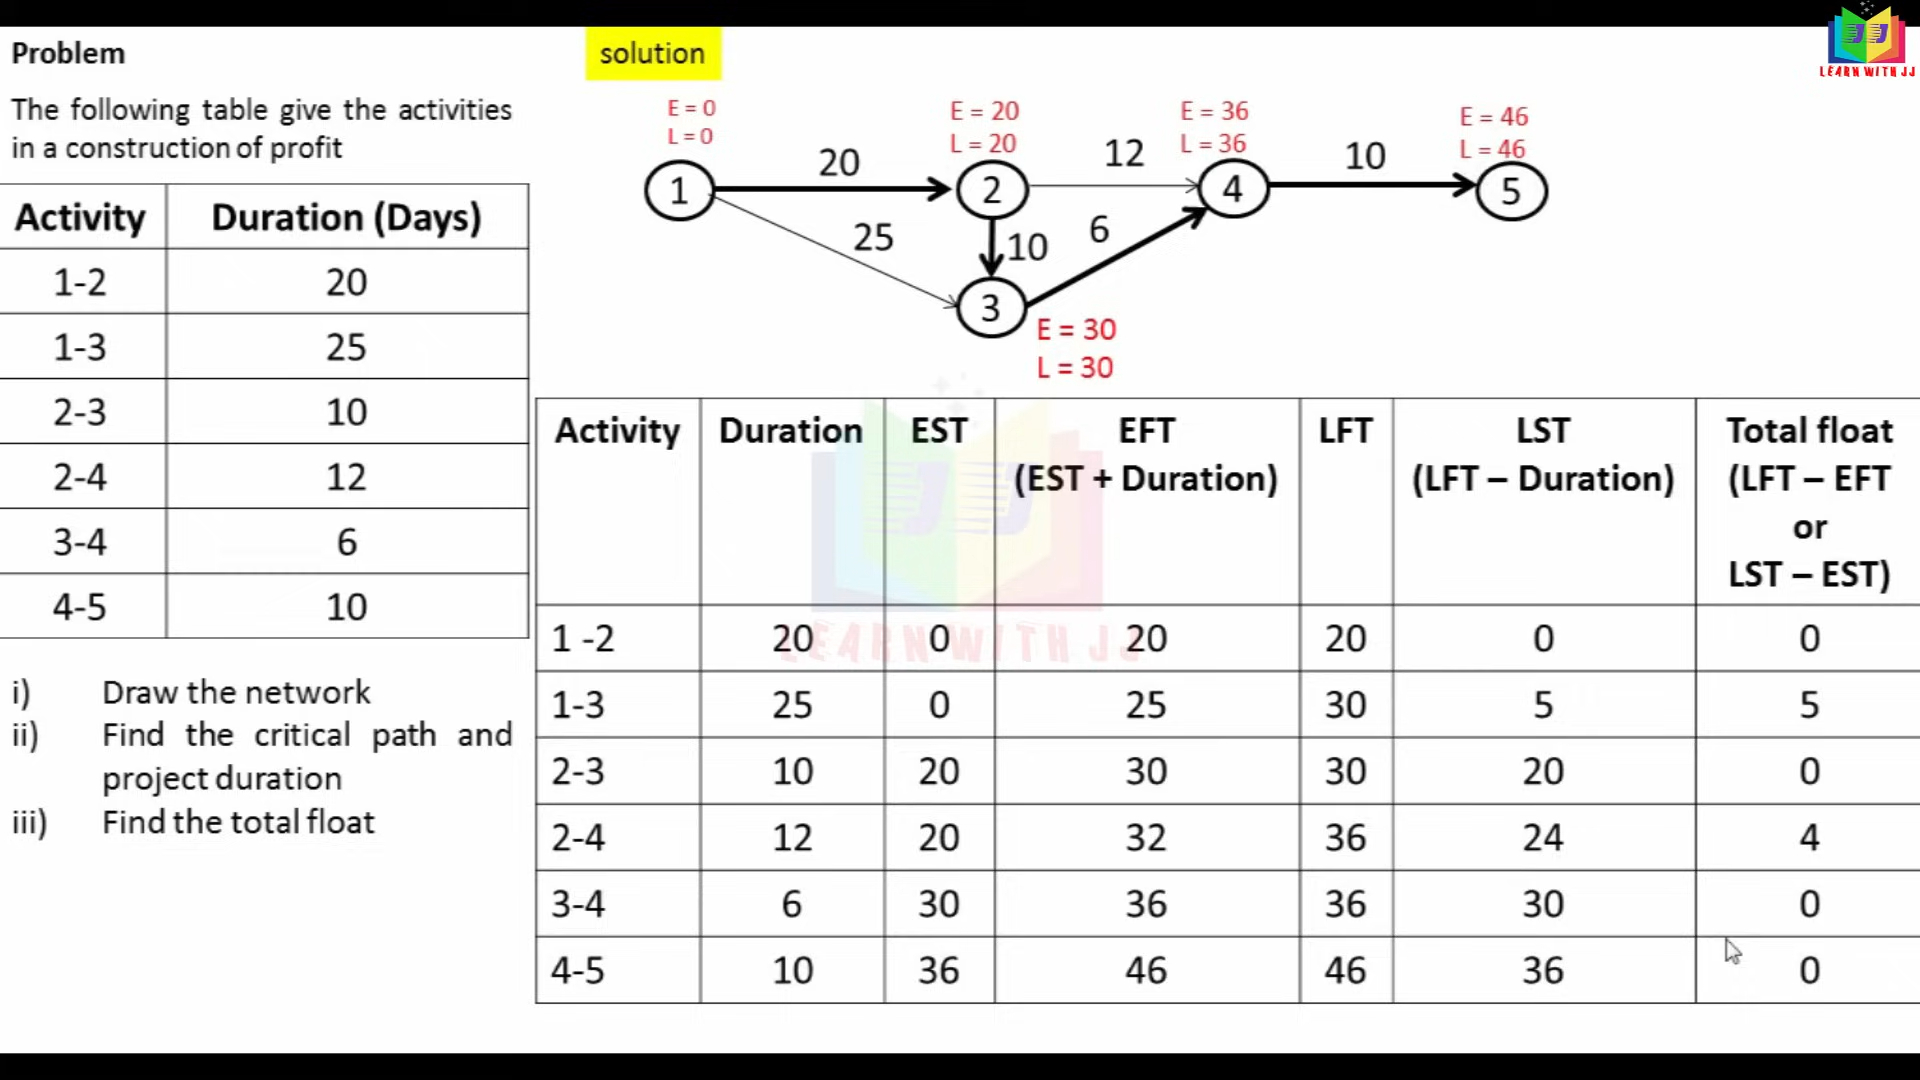 Problem
The following table give the activities
in a construction of profit
Activity Duration (Days)
1-2 20
1-3 25
2-3 10
2-4 12
3-4 6
4-5 10
i) Draw the network
ii) Find the critical path and
project duration
iii) Find the total float
solution
E = 0
L = 0
E = 20
L = 20
E = 36
L = 36
E = 46
L = 46
1 20 2 12 4 10 5
25 10 6
3
E = 30
L = 30
Activity Duration EST EFT LFT LST Total float
(EST + Duration) (LFT – Duration) (LFT – EFT
or
LST – EST)
1 -2 20 0 20 20 0 0
1-3 25 0 25 30 5 5
2-3 10 20 30 30 20 0
2-4 12 20 32 36 24 4
3-4 6 30 36 36 30 0
4-5 10 36 46 46 36 0
JJ
LEARN WITH JJ
JJ
LEARN WITH JJ